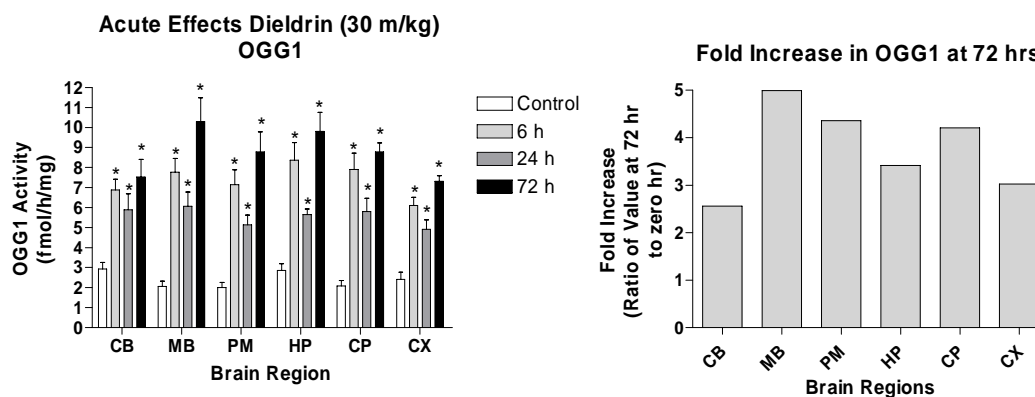 Acute Effects Dieldrin (30 m/kg)
OGG1
12
11
10
9
8
7
6
5
4
3
2
1
0
OGG1 Activity
(fmol/h/mg)
* * * * * * * * * * * * * * * * * *
CB MB PM HP CP CX
Brain Region
Control
6 h
24 h
72 h
Fold Increase in OGG1 at 72 hrs
5
4
3
2
1
0
Fold Increase
(Ratio of Value at 72 hr
to zero hr)
CB MB PM HP CP CX
Brain Regions